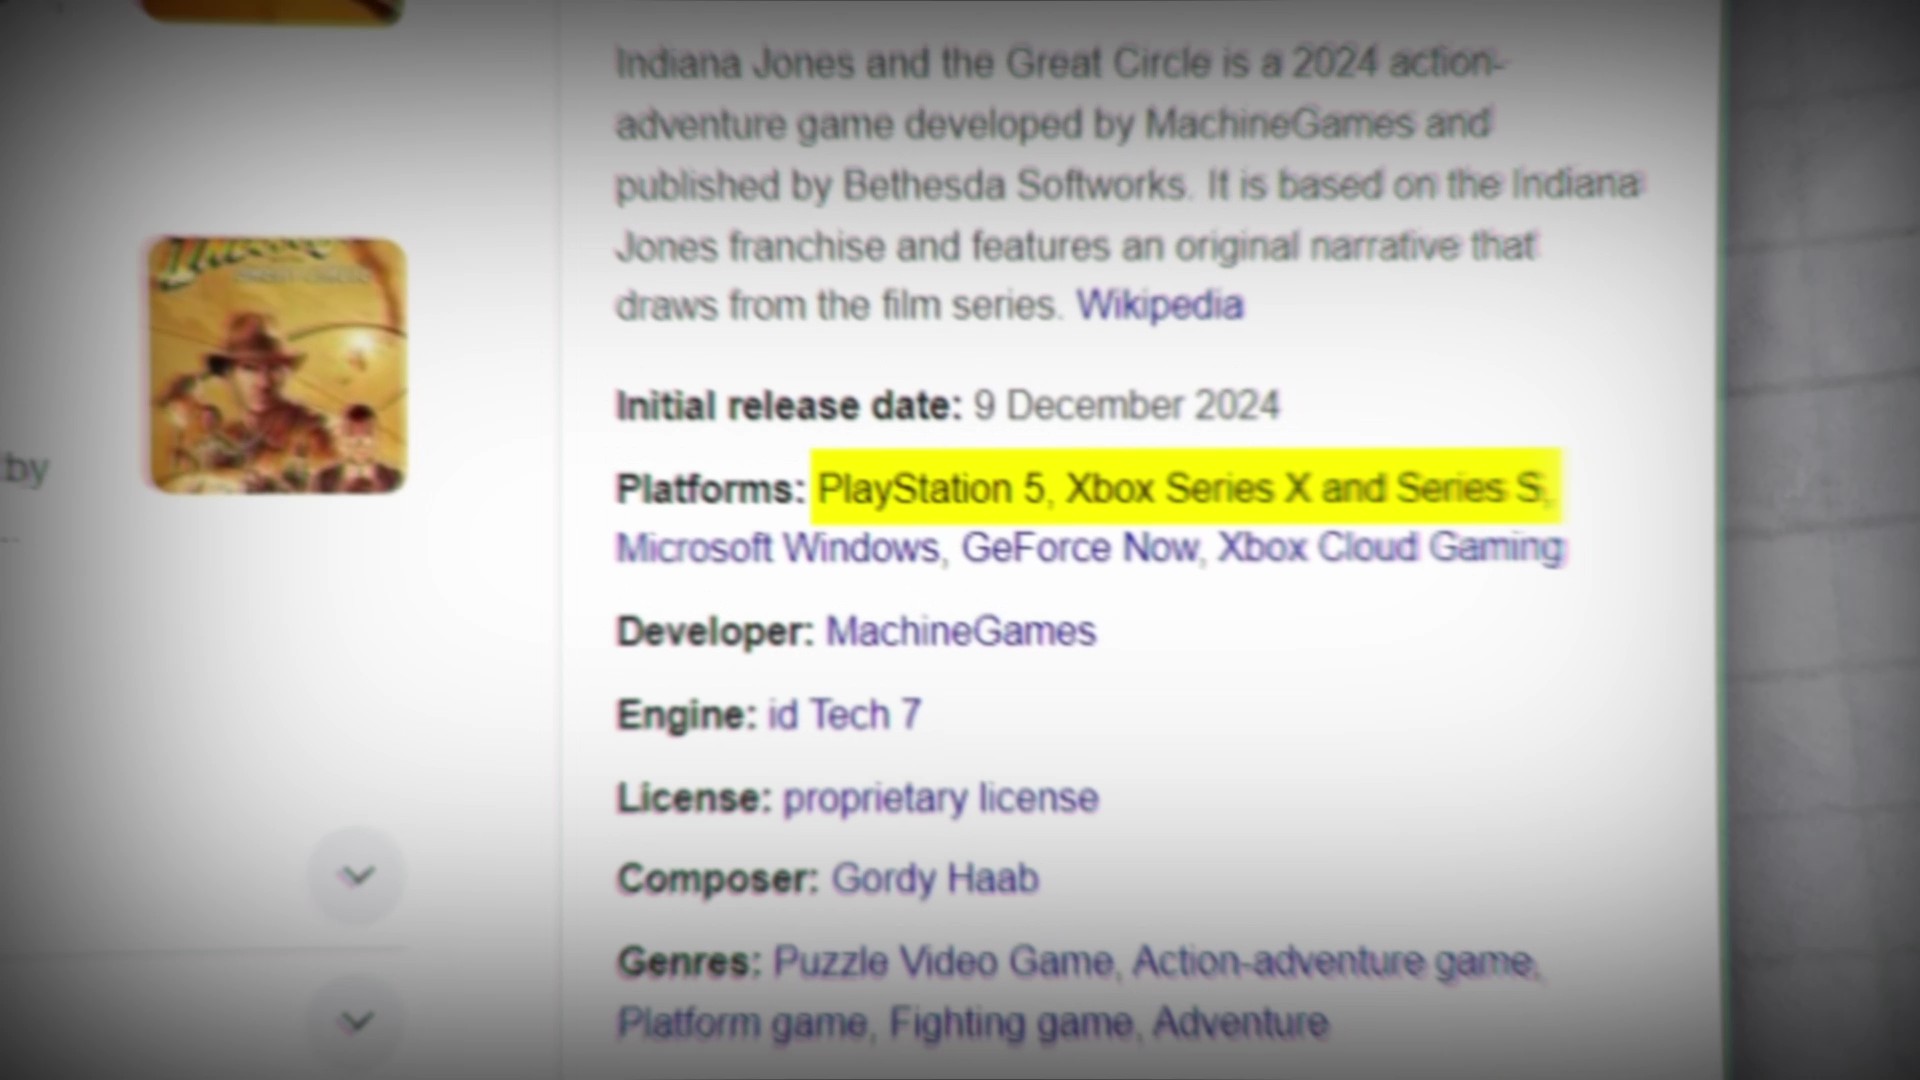 Indiana Jones and the Great Circle is a 2024 action-
adventure game developed by MachineGames and
published by Bethesda Softworks. It is based on the Indiana
Jones franchise and features an original narrative that
draws from the film series. Wikipedia
Initial release date: 9 December 2024
by
Platforms: PlayStation 5, Xbox Series X and Series S,
Microsoft Windows, GeForce Now, Xbox Cloud Gaming
Developer: MachineGames
Engine: id Tech 7
License: proprietary license
Composer: Gordy Haab
Genres: Puzzle Video Game, Action-adventure game,
Platform game, Fighting game, Adventure